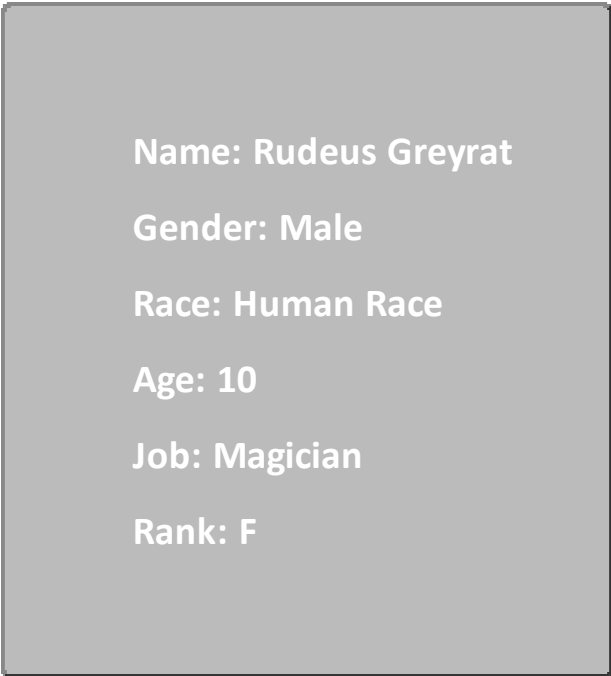 Name: Rudeus Greyrat
Gender: Male
Race: Human Race
Age: 10
Job: Magician
Rank: F